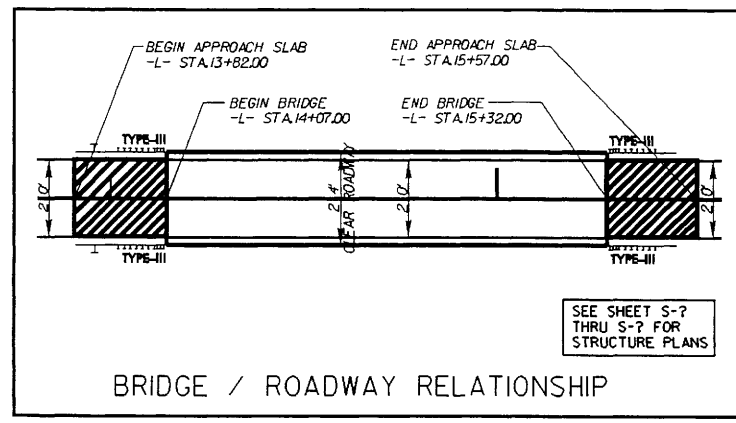 BEGIN APPROACH SLAB
-L- STA.13+82.00
END APPROACH SLAB
-L- STA.15+57.00
BEGIN BRIDGE
-L- STA.14+07.00
END BRIDGE
-L- STA.15+32.00
TYPE-III
TYPE-III
2'0'
2'4'
CLEAR ROADWAY
2'0'
2'0'
TYPE-III
TYPE-III
SEE SHEET S-?
THRU S-? FOR
STRUCTURE PLANS
BRIDGE / ROADWAY RELATIONSHIP